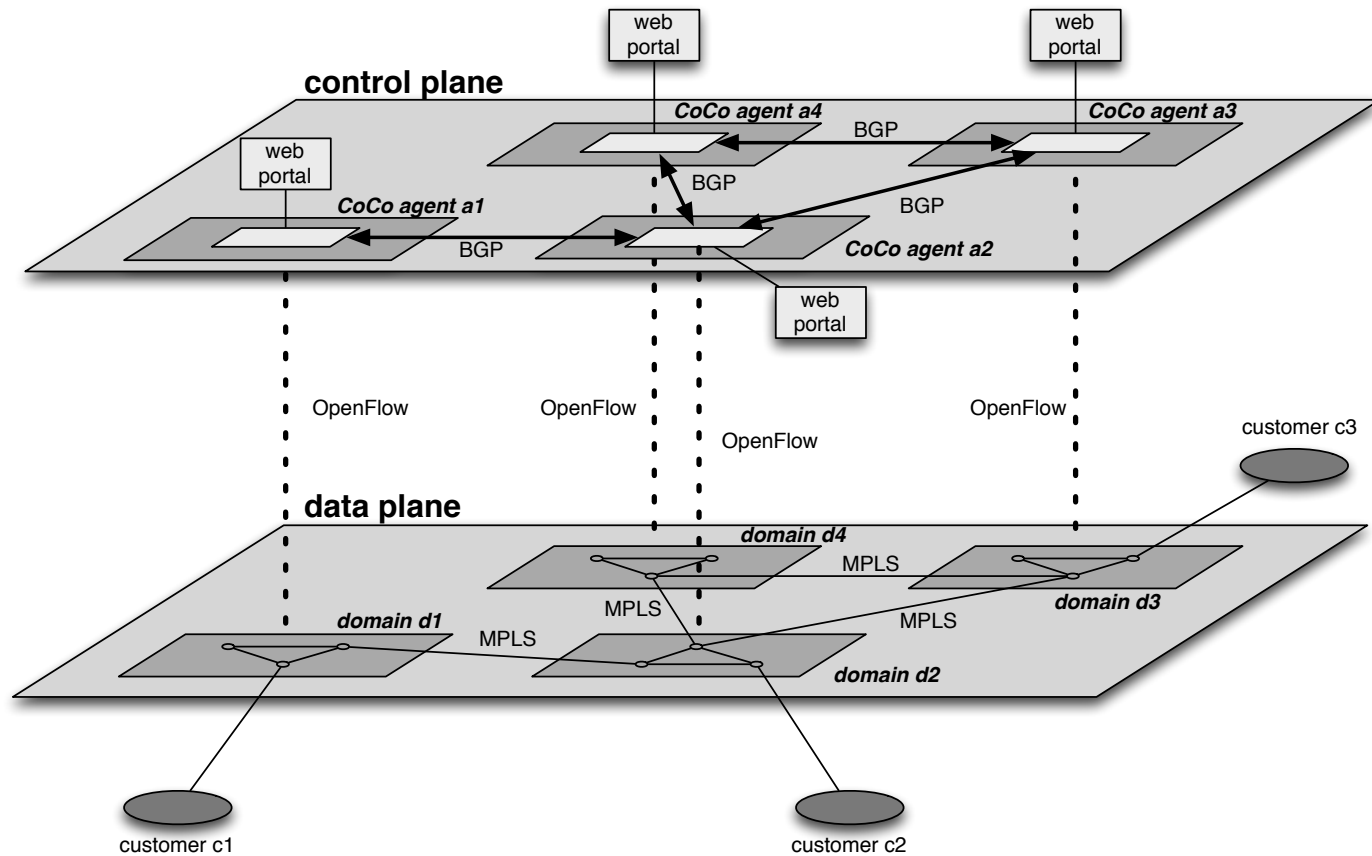 web
portal
web
portal
control plane
CoCo agent a4
CoCo agent a3
BGP
web
portal
BGP
CoCo agent a1
BGP
BGP
CoCo agent a2
web
portal
OpenFlow
OpenFlow
OpenFlow
OpenFlow
customer c3
data plane
domain d4
MPLS
domain d3
MPLS
MPLS
domain d1
MPLS
domain d2
customer c1
customer c2